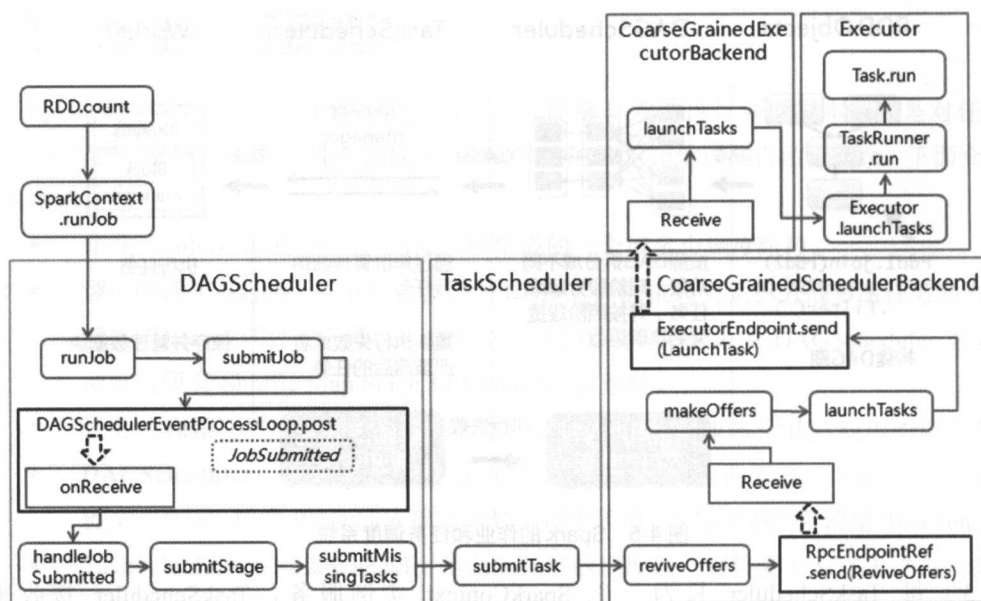 CoarseGrainedExe
cutorBackend
Executor
Task.run
RDD.count
launchTasks
TaskRunner
.run
SparkContext
.runJob
Receive
Executor
.launchTasks
DAGScheduler
TaskScheduler
CoarseGrainedSchedulerBackend
ExecutorEndpoint.send
(LaunchTask)
runJob
submitJob
makeOffers
launchTasks
DAGSchedulerEventProcessLoop.post
JobSubmitted
onReceive
Receive
handleJob
Submitted
submitStage
submitMis
singTasks
submitTask
reviveOffers
RpcEndpointRef
.send(ReviveOffers)